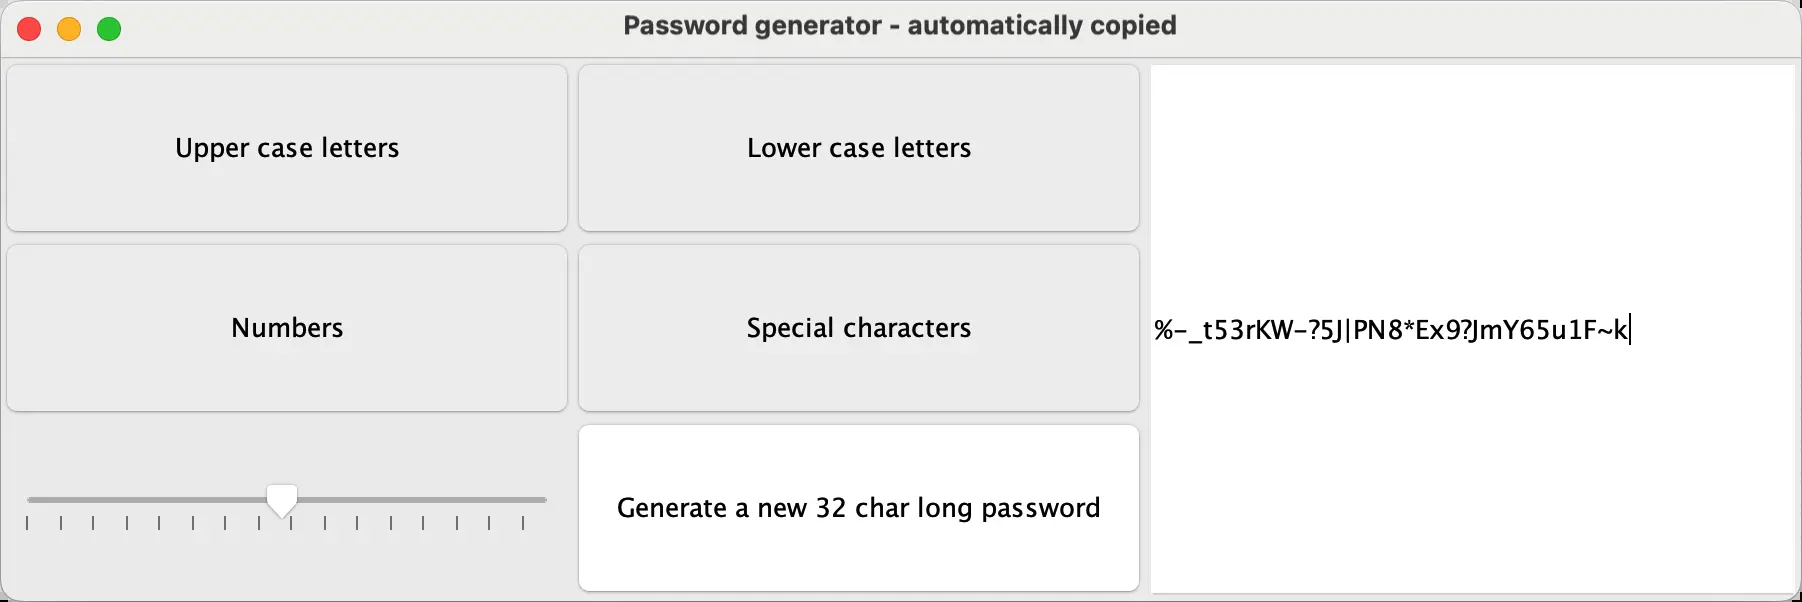 Password generator - automatically copied
Upper case letters
Lower case letters
Numbers
Special characters
%-_t53rKW-?5J|PN8*Ex9?JmY65u1F~k
Generate a new 32 char long password